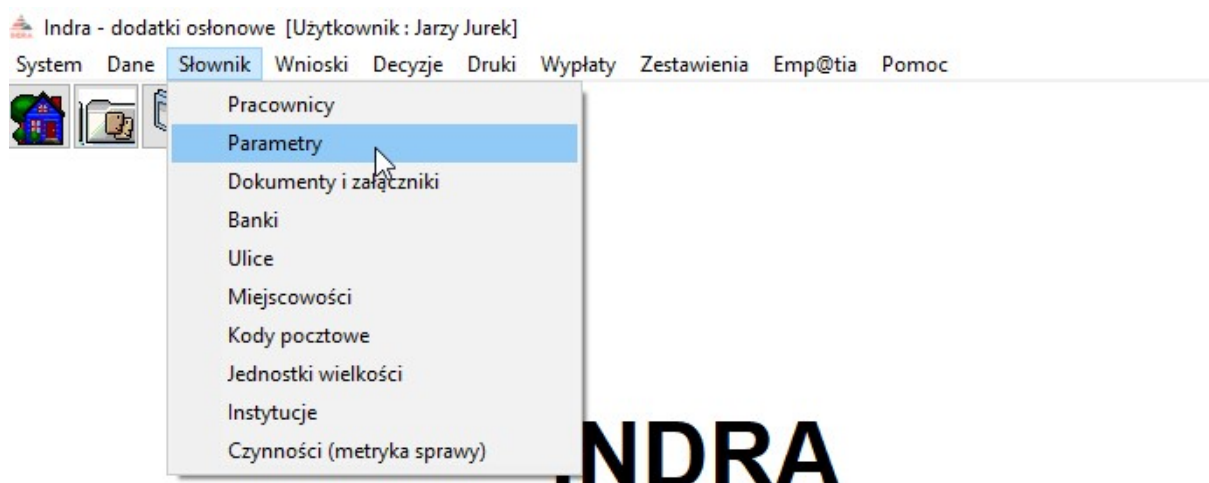 Indra - dodatki osłonowe [Użytkownik : Jarzy Jurek]
System Dane Słownik Wnioski Decyzje Druki Wypłaty Zestawienia Emp@tia Pomoc
Pracownicy
Parametry
Dokumenty i załączniki
Banki
Ulice
Miejscowości
Kody pocztowe
Jednostki wielkości
Instytucje
Czynności (metryka sprawy)
INDRA